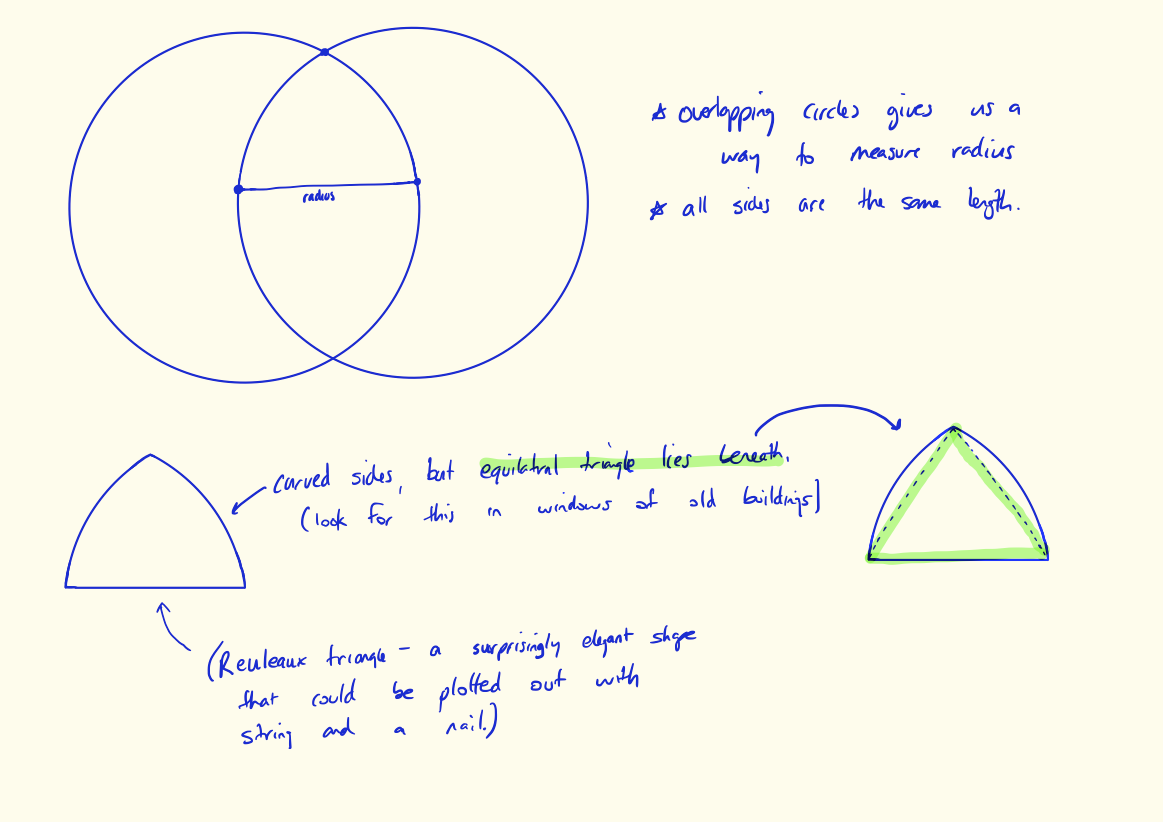 ☆ overlapping circles gives us a
way to measure radius
☆ all sides are the same length.
radius
curved sides, but equilatral triangle lies beneath.
(look for this in windows of old buildings)
(Reuleaux triangle – a surprisingly elegant shape
that could be plotted out with
string and a nail.)